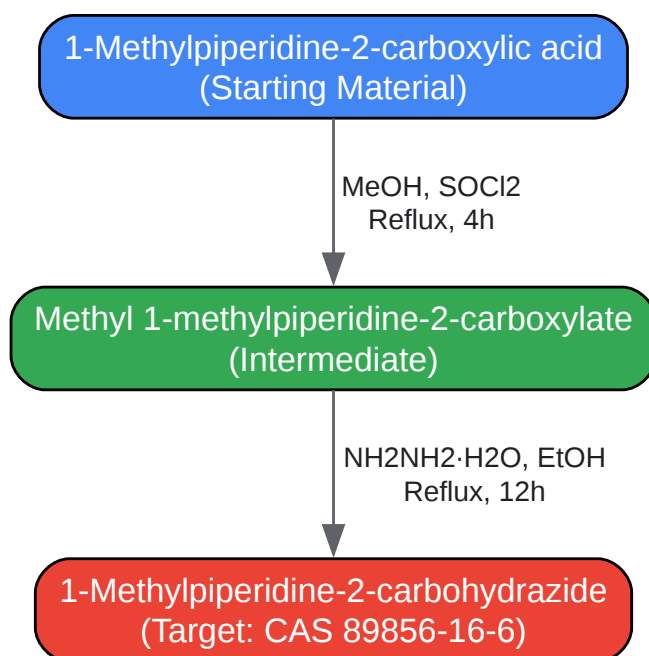 1-Methylpiperidine-2-carboxylic acid
(Starting Material)
MeOH, SOCl2
Reflux, 4h
Methyl 1-methylpiperidine-2-carboxylate
(Intermediate)
NH2NH2·H2O, EtOH
Reflux, 12h
1-Methylpiperidine-2-carbohydrazide
(Target: CAS 89856-16-6)